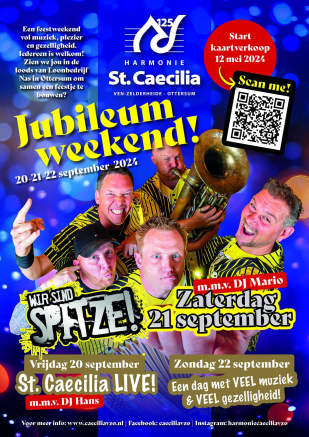 Een feestweekend
vol muziek, plezier
en gezelligheid.
Iedereen is welkom!
Zien we jou in de
loods van Loonbedrijf
Nas in Ottersum om
samen een feestje te
bouwen?
125
HARMONIE
St. Caecilia
VEN-ZELDERHEIDE - OTTERSUM
Start
kaartverkoop
12 mei 2024
Scan me!
Jubileum
weekend!
20-21-22 september 2024
WIR SIND
SPITZE!
m.m.v. DJ Mario
Zaterdag
21 september
Vrijdag 20 september
St. Caecilia LIVE!
m.m.v. DJ Hans
Zondag 22 september
Een dag met VEEL muziek
& VEEL gezelligheid!
Voor meer info: www.caeciliavzo.nl | Facebook: caeciliavzo | Instagram: harmoniecaeciliavzo